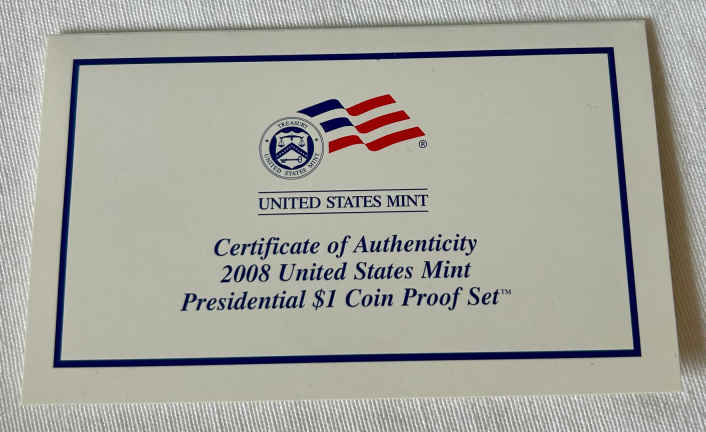 TREASURY
UNITED STATES MINT
®
UNITED STATES MINT
Certificate of Authenticity
2008 United States Mint
Presidential $1 Coin Proof Set™